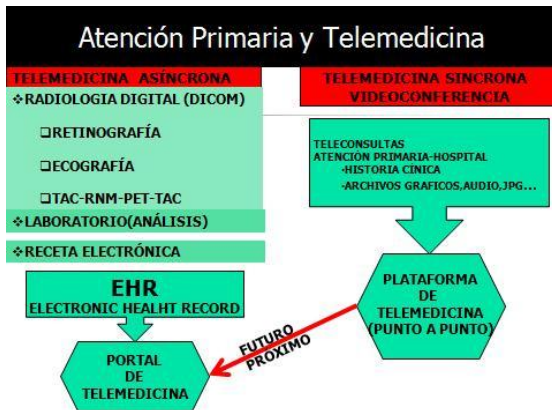 Atención Primaria y Telemedicina
TELEMEDICINA ASÍNCRONA
❖RADIOLOGIA DIGITAL (DICOM)
❑RETINOGRAFÍA
❑ECOGRAFÍA
❑TAC-RNM-PET-TAC
❖LABORATORIO(ANÁLISIS)
❖RECETA ELECTRÓNICA
EHR
ELECTRONIC HEALHT RECORD
PORTAL
DE
TELEMEDICINA
TELEMEDICINA SINCRONA
VIDEOCONFERENCIA
TELECONSULTAS
ATENCIÓN PRIMARIA-HOSPITAL
-HISTORIA CÍNICA
-ARCHIVOS GRAFICOS,AUDIO,JPG...
PLATAFORMA
DE
TELEMEDICINA
(PUNTO A PUNTO)
FUTURO
PRÓXIMO